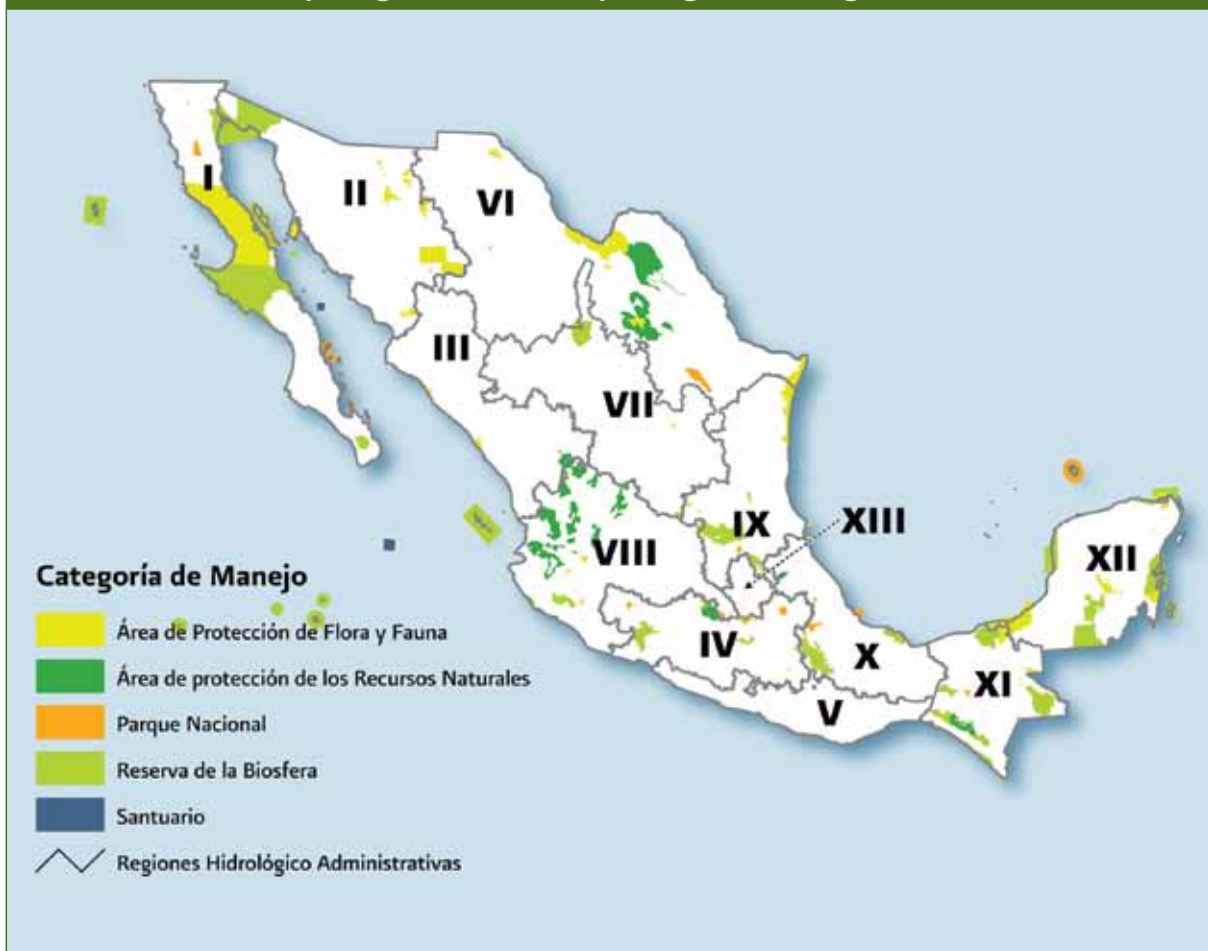 I
II
VI
III
VII
IX
XIII
VIII
XII
IV
X
XI
V
Categoría de Manejo
Área de Protección de Flora y Fauna
Área de protección de los Recursos Naturales
Parque Nacional
Reserva de la Biosfera
Santuario
Regiones Hidrológico Administrativas